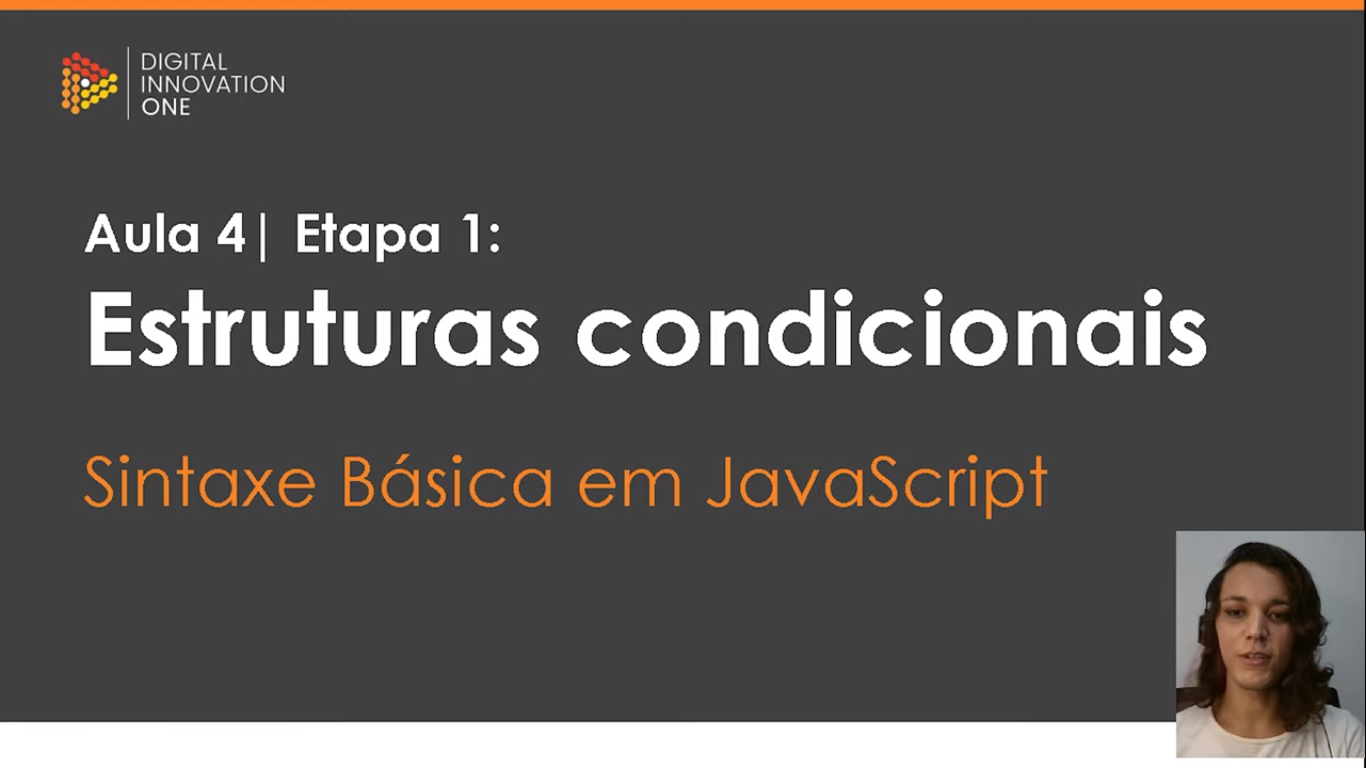 DIGITAL
INNOVATION
ONE
Aula 4| Etapa 1:
Estruturas condicionais
Sintaxe Básica em JavaScript